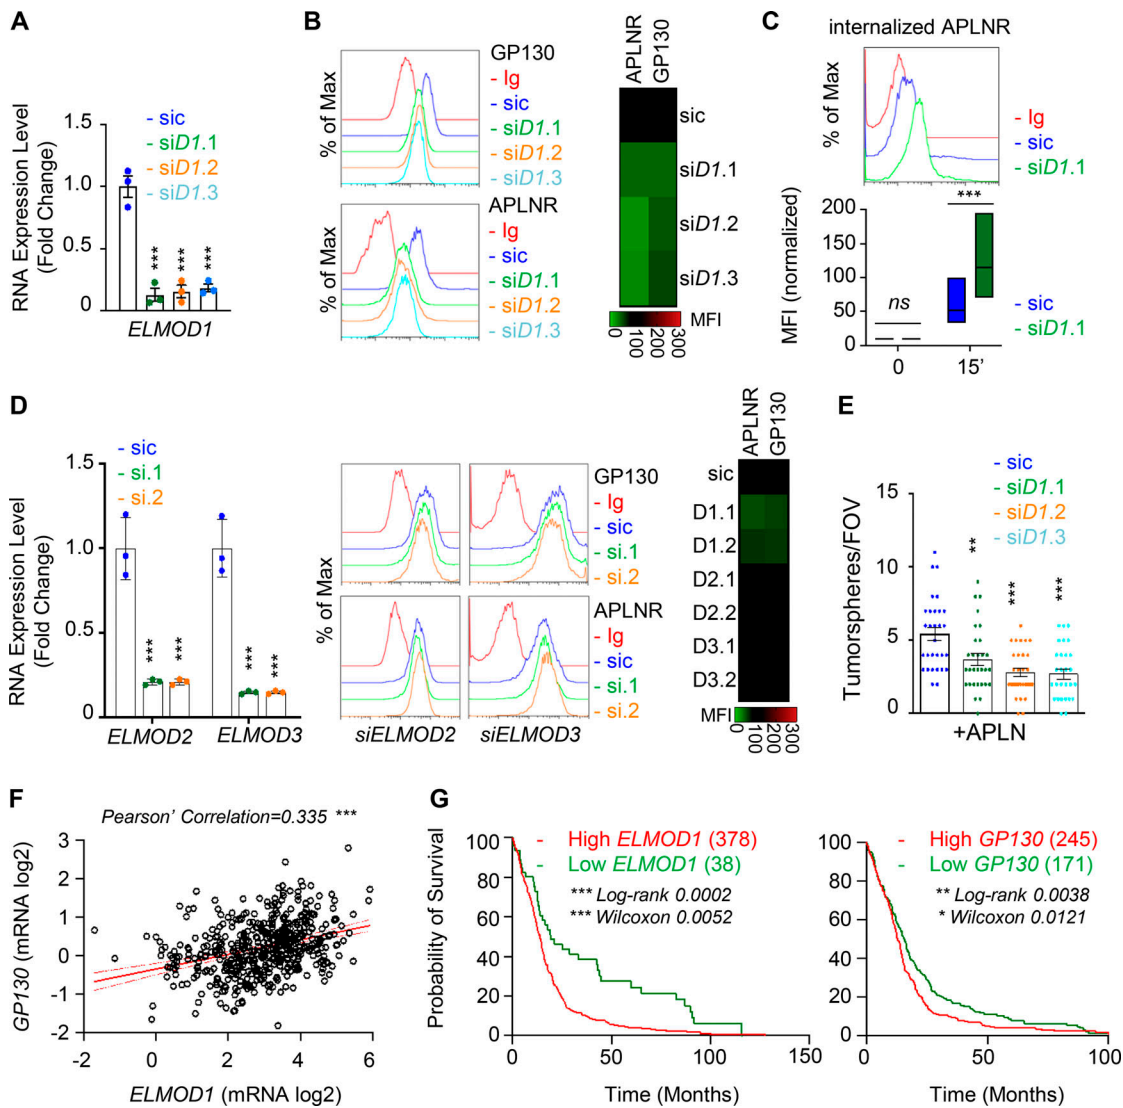 A
RNA Expression Level
(Fold Change)
1.5
1.0
0.5
0
- sic
- siD1.1
- siD1.2
- siD1.3
***
***
***
ELMOD1
B
% of Max
GP130
- Ig
- sic
- siD1.1
- siD1.2
- siD1.3
% of Max
APLNR
- Ig
- sic
- siD1.1
- siD1.2
- siD1.3
APLNR
GP130
sic
siD1.1
siD1.2
siD1.3
MFI
0
100
200
300
C
internalized APLNR
% of Max
- Ig
- sic
- siD1.1
MFI (normalized)
200
150
100
50
0
ns
***
- sic
- siD1.1
0
15'
D
RNA Expression Level
(Fold Change)
1.5
1.0
0.5
0
- sic
- si.1
- si.2
***
***
***
***
ELMOD2
ELMOD3
% of Max
GP130
- Ig
- sic
- si.1
- si.2
APLNR
- Ig
- sic
- si.1
- si.2
siELMOD2
siELMOD3
APLNR
GP130
sic
D1.1
D1.2
D2.1
D2.2
D3.1
D3.2
MFI
0
100
200
300
E
Tumorspheres/FOV
15
10
5
0
- sic
- siD1.1
- siD1.2
- siD1.3
**
***
***
+APLN
F
Pearson’ Correlation=0.335 ***
GP130 (mRNA log2)
3
2
1
0
-1
-2
-2
0
2
4
6
ELMOD1 (mRNA log2)
G
Probability of Survival
100
80
60
40
20
0
- High ELMOD1 (378)
- Low ELMOD1 (38)
*** Log-rank 0.0002
*** Wilcoxon 0.0052
0
50
100
150
Time (Months)
100
80
60
40
20
0
- High GP130 (245)
- Low GP130 (171)
** Log-rank 0.0038
* Wilcoxon 0.0121
0
50
100
Time (Months)